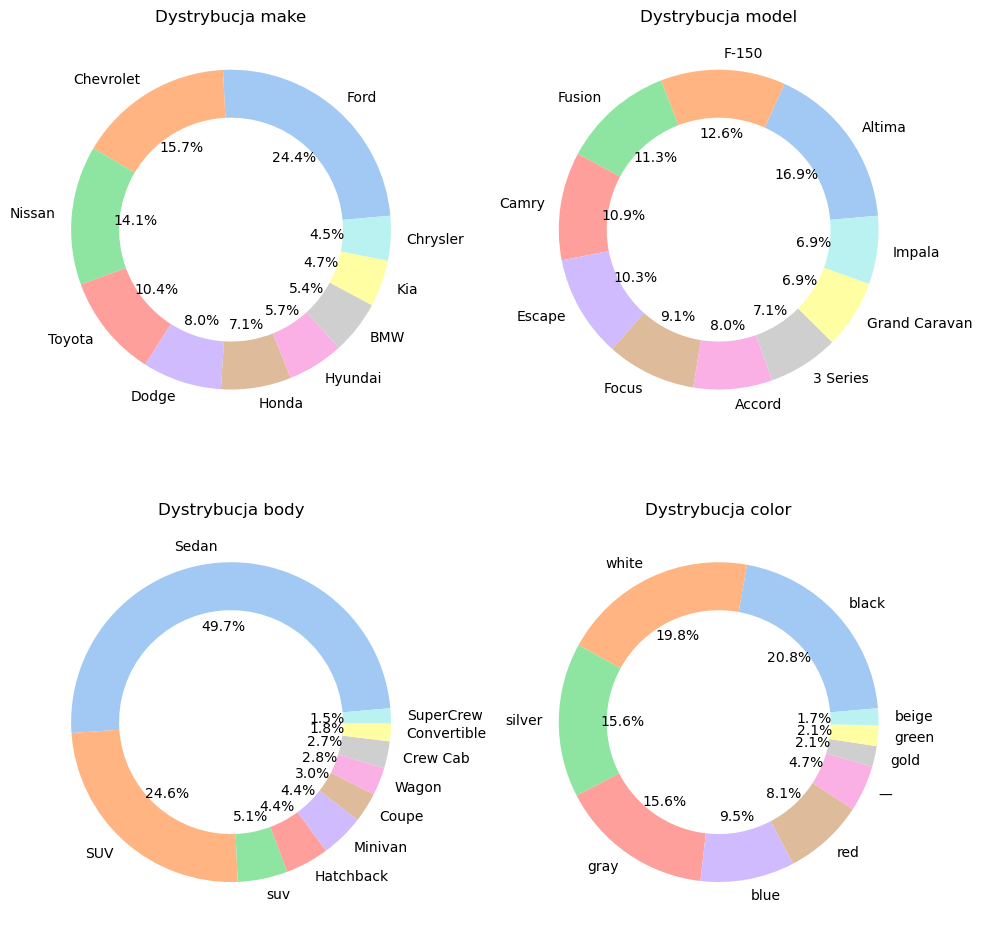 Dystrybucja make
Ford
24.4%
Chevrolet
15.7%
Nissan
14.1%
Toyota
10.4%
Dodge
8.0%
Honda
7.1%
Hyundai
5.7%
BMW
5.4%
Kia
4.7%
Chrysler
4.5%
Dystrybucja model
Altima
16.9%
F-150
12.6%
Fusion
11.3%
Camry
10.9%
Escape
10.3%
Focus
9.1%
Accord
8.0%
3 Series
7.1%
Grand Caravan
6.9%
Impala
6.9%
Dystrybucja body
Sedan
49.7%
SUV
24.6%
suv
5.1%
Hatchback
4.4%
Minivan
4.4%
Coupe
3.0%
Wagon
2.8%
Crew Cab
2.7%
Convertible
1.8%
SuperCrew
1.5%
Dystrybucja color
black
20.8%
white
19.8%
silver
15.6%
gray
15.6%
blue
9.5%
red
8.1%
—
4.7%
gold
2.1%
green
2.1%
beige
1.7%